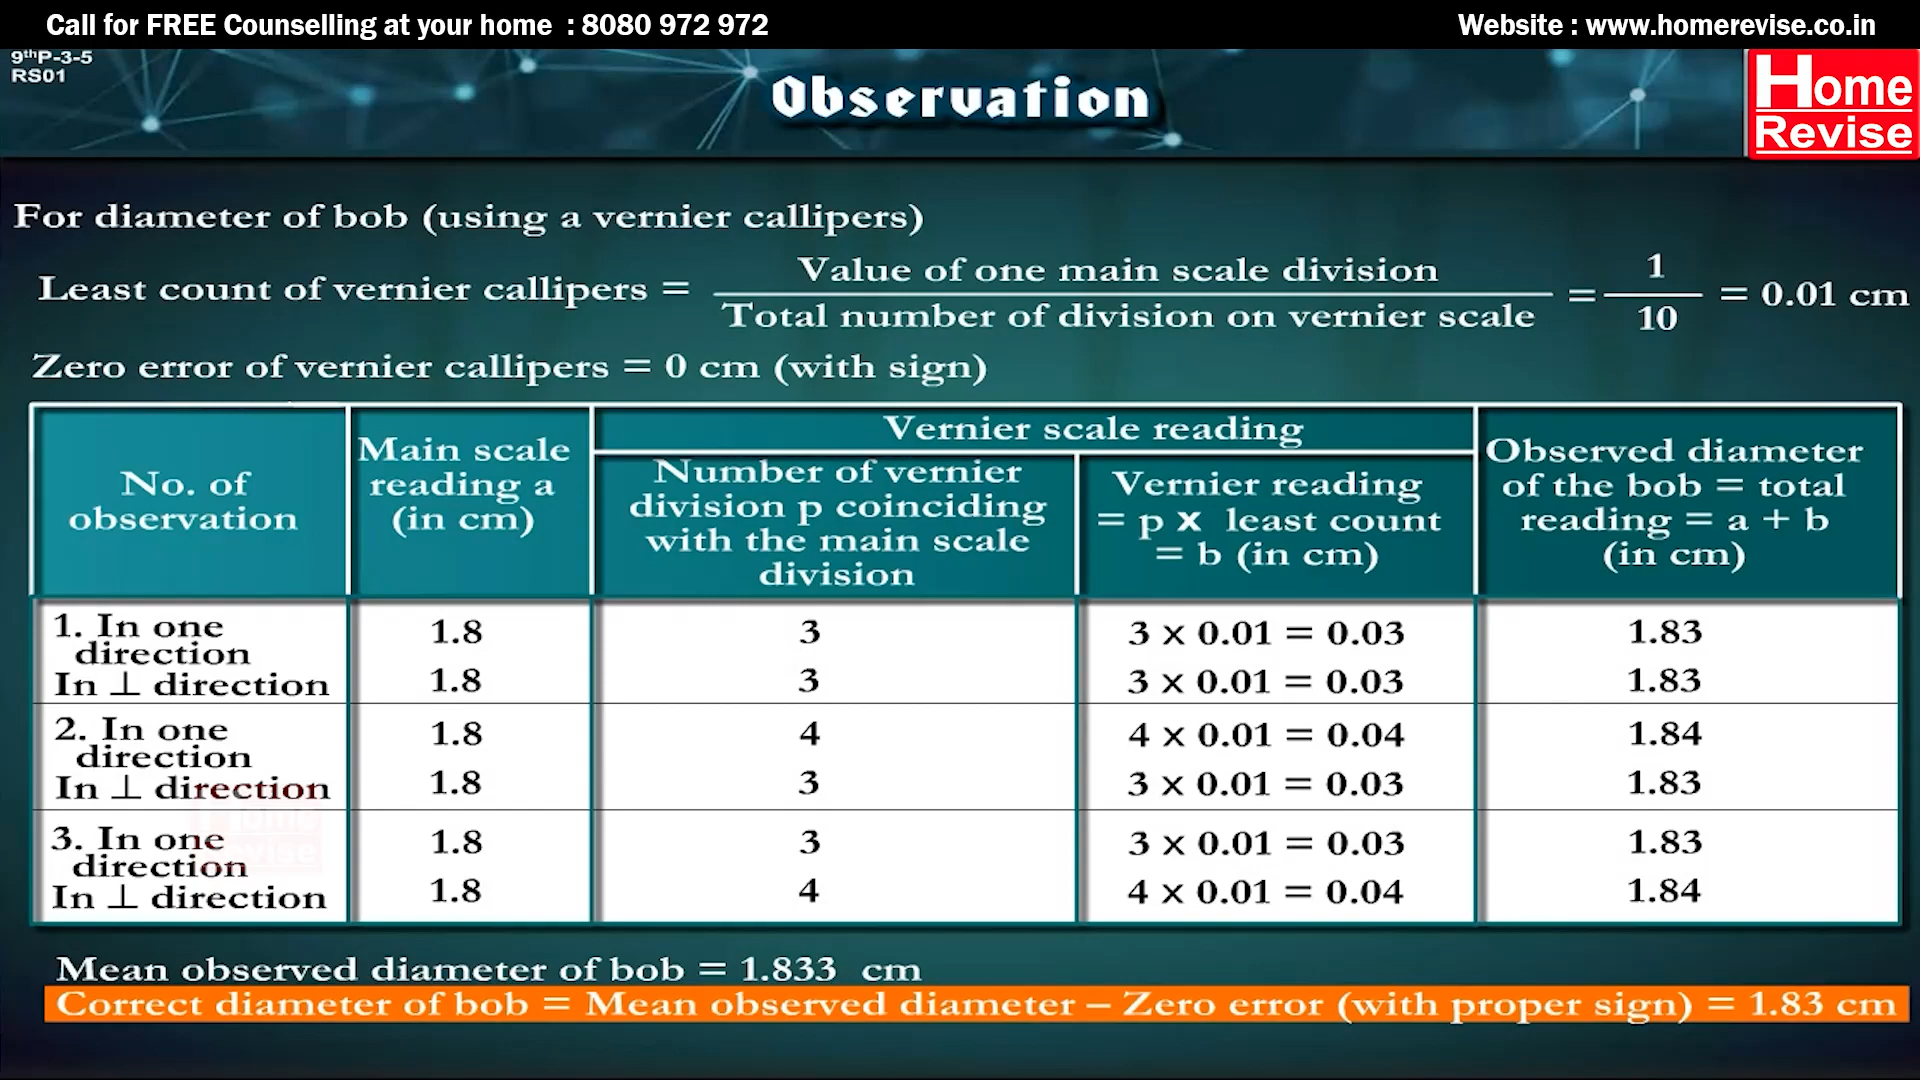 Call for FREE Counselling at your home : 8080 972 972
Website : www.homerevise.co.in
9thP-3-5
RS01
Observation
Home
Revise
For diameter of bob (using a vernier callipers)
Least count of vernier callipers = Value of one main scale division / Total number of division on vernier scale = 1 / 10 = 0.01 cm
Zero error of vernier callipers = 0 cm (with sign)
No. of
observation
Main scale
reading a
(in cm)
Vernier scale reading
Number of vernier
division p coinciding
with the main scale
division
Vernier reading
= p x least count
= b (in cm)
Observed diameter
of the bob = total
reading = a + b
(in cm)
1. In one
direction
1.8 3 3 x 0.01 = 0.03 1.83
In ⊥ direction 1.8 3 3 x 0.01 = 0.03 1.83
2. In one
direction
1.8 4 4 x 0.01 = 0.04 1.84
In ⊥ direction 1.8 3 3 x 0.01 = 0.03 1.83
3. In one
direction
1.8 3 3 x 0.01 = 0.03 1.83
In ⊥ direction 1.8 4 4 x 0.01 = 0.04 1.84
Home
Revise
Mean observed diameter of bob = 1.833 cm
Correct diameter of bob = Mean observed diameter – Zero error (with proper sign) = 1.83 cm